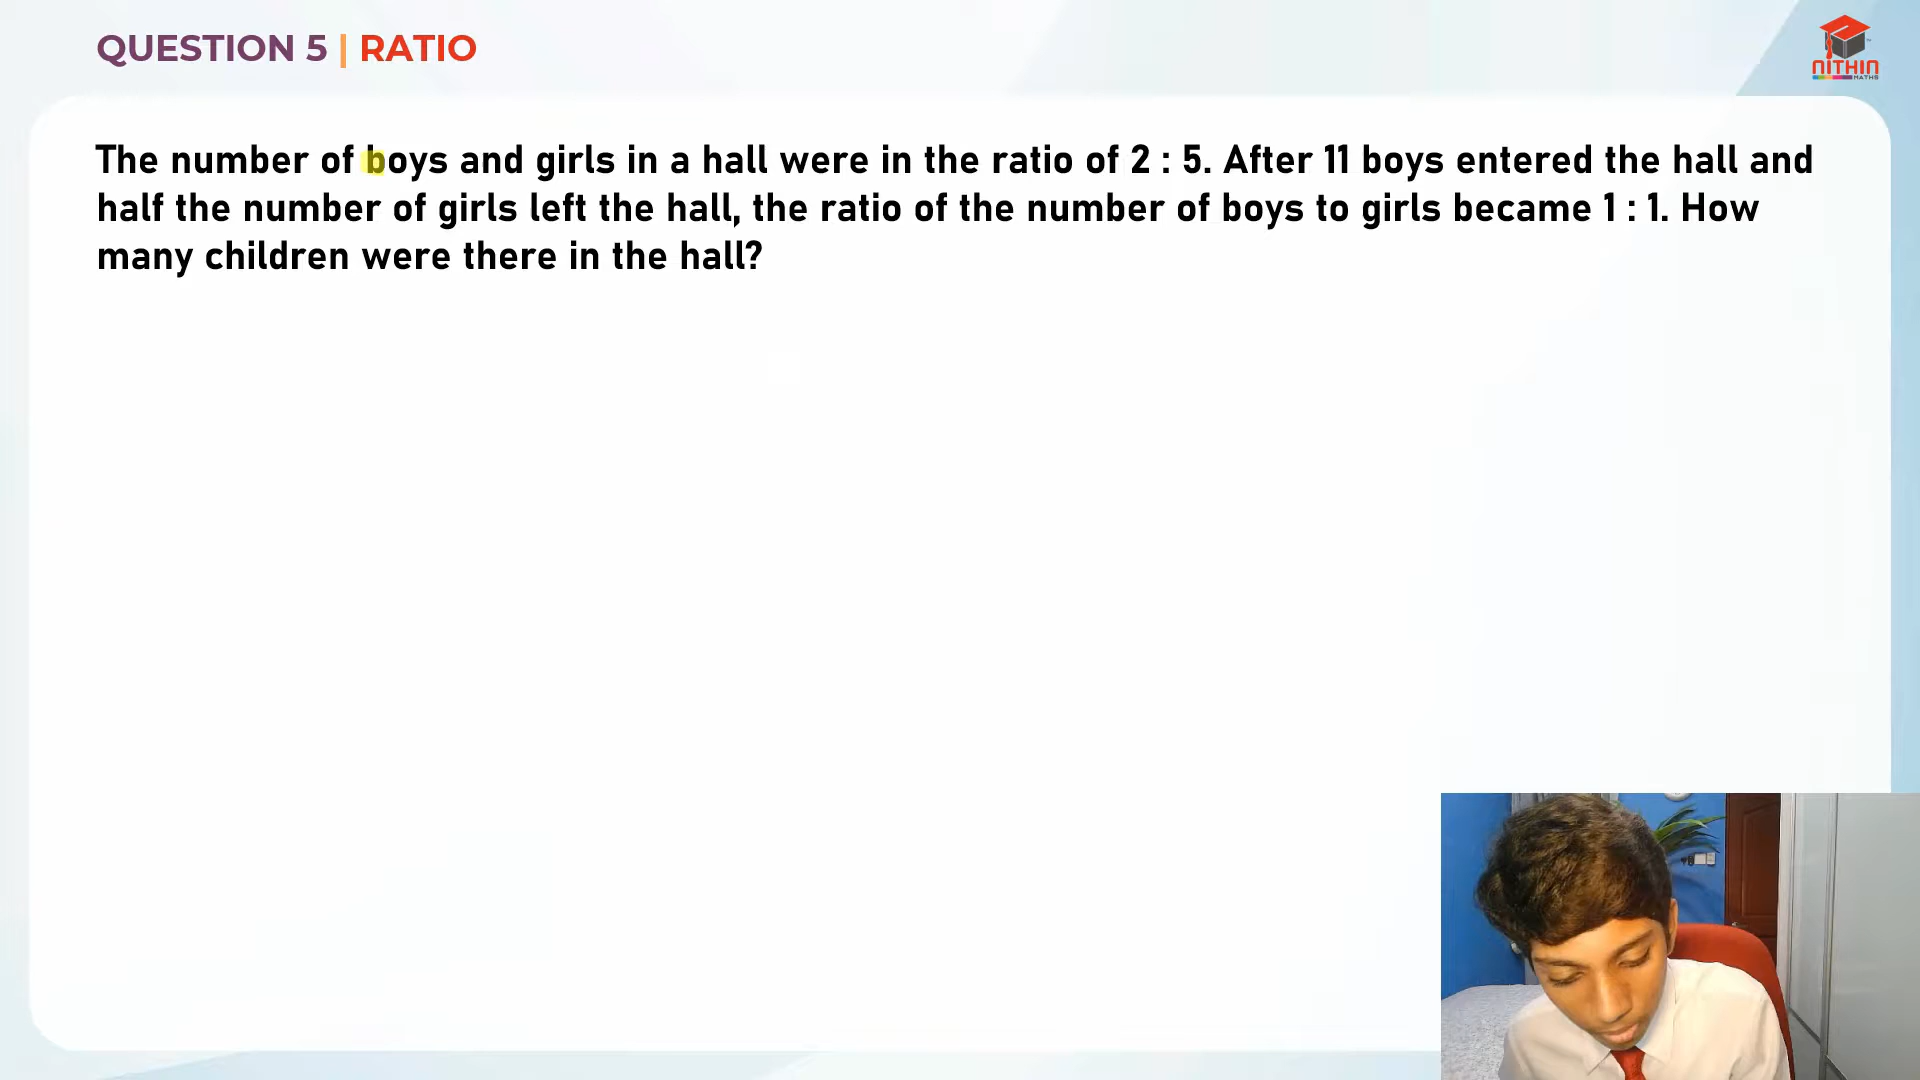 QUESTION 5 | RATIO
NITHIN
MATHS
The number of boys and girls in a hall were in the ratio of 2 : 5. After 11 boys entered the hall and
half the number of girls left the hall, the ratio of the number of boys to girls became 1 : 1. How
many children were there in the hall?